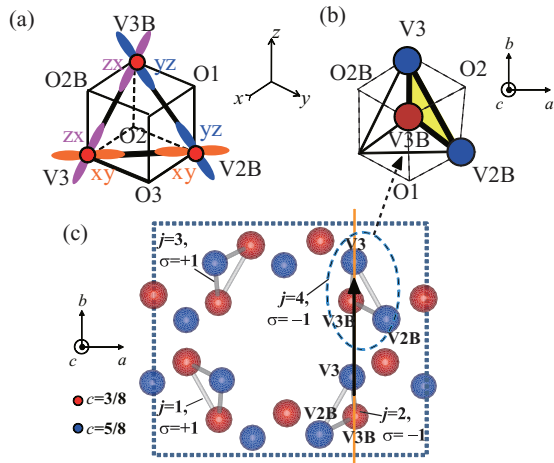 (a)
V3B
zx
yz
O2B
O1
O2
zx
yz
V3
xy
xy
V2B
O3
z
x
y
(b)
V3
O2B
O2
V3B
V2B
O1
b
c
a
(c)
j=3,
σ=+1
V3
j=4,
σ=−1
V3B
V2B
b
c
a
V3
c=3/8
j=1,
σ=+1
V2B
j=2,
c=5/8
V3B
σ=−1